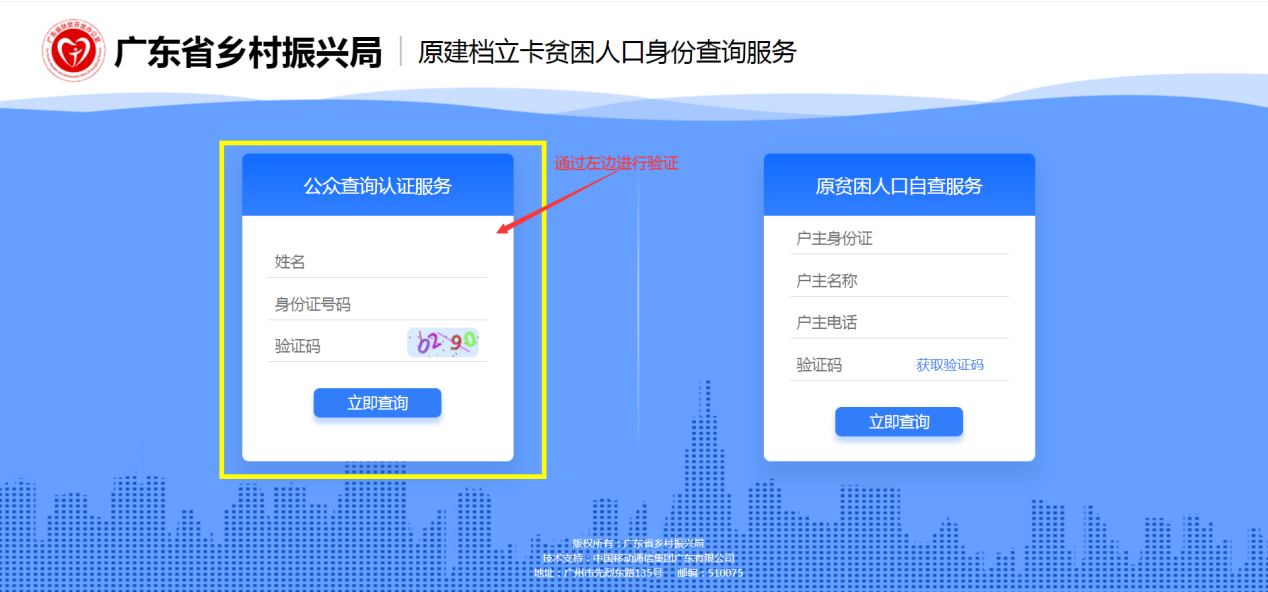 广东省乡村振兴局
原建档立卡贫困人口身份查询服务
通过左边进行验证
公众查询认证服务
姓名
身份证号码
验证码
0290
立即查询
原贫困人口自查服务
户主身份证
户主名称
户主电话
验证码 获取验证码
立即查询
版权所有：广东省乡村振兴局
技术支持：中国移动通信集团广东有限公司
地址：广州市先烈东路135号 邮编：510075